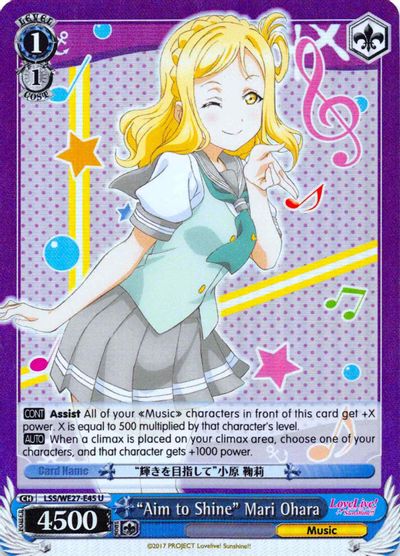 LEVEL
1
1
COST
CONT Assist All of your «Music» characters in front of this card get +X
power. X is equal to 500 multiplied by that character's level.
AUTO When a climax is placed on your climax area, choose one of your
characters, and that character gets +1000 power.
Card Name
“輝きを目指して”小原 鞠莉
CH LSS/WE27-E45 U
4500
“Aim to Shine” Mari Ohara
LoveLive!
Sunshine!!
Music
©2017 PROJECT Lovelive! Sunshine!!